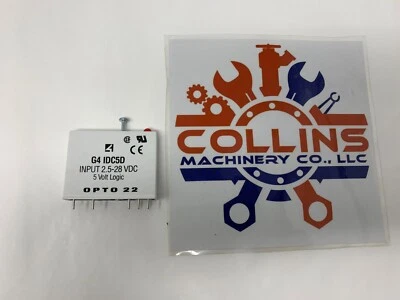 G4 IDC5D
INPUT 2.5-28 VDC
5 Volt Logic
OPTO 22
COLLINS
MACHINERY CO., LLC